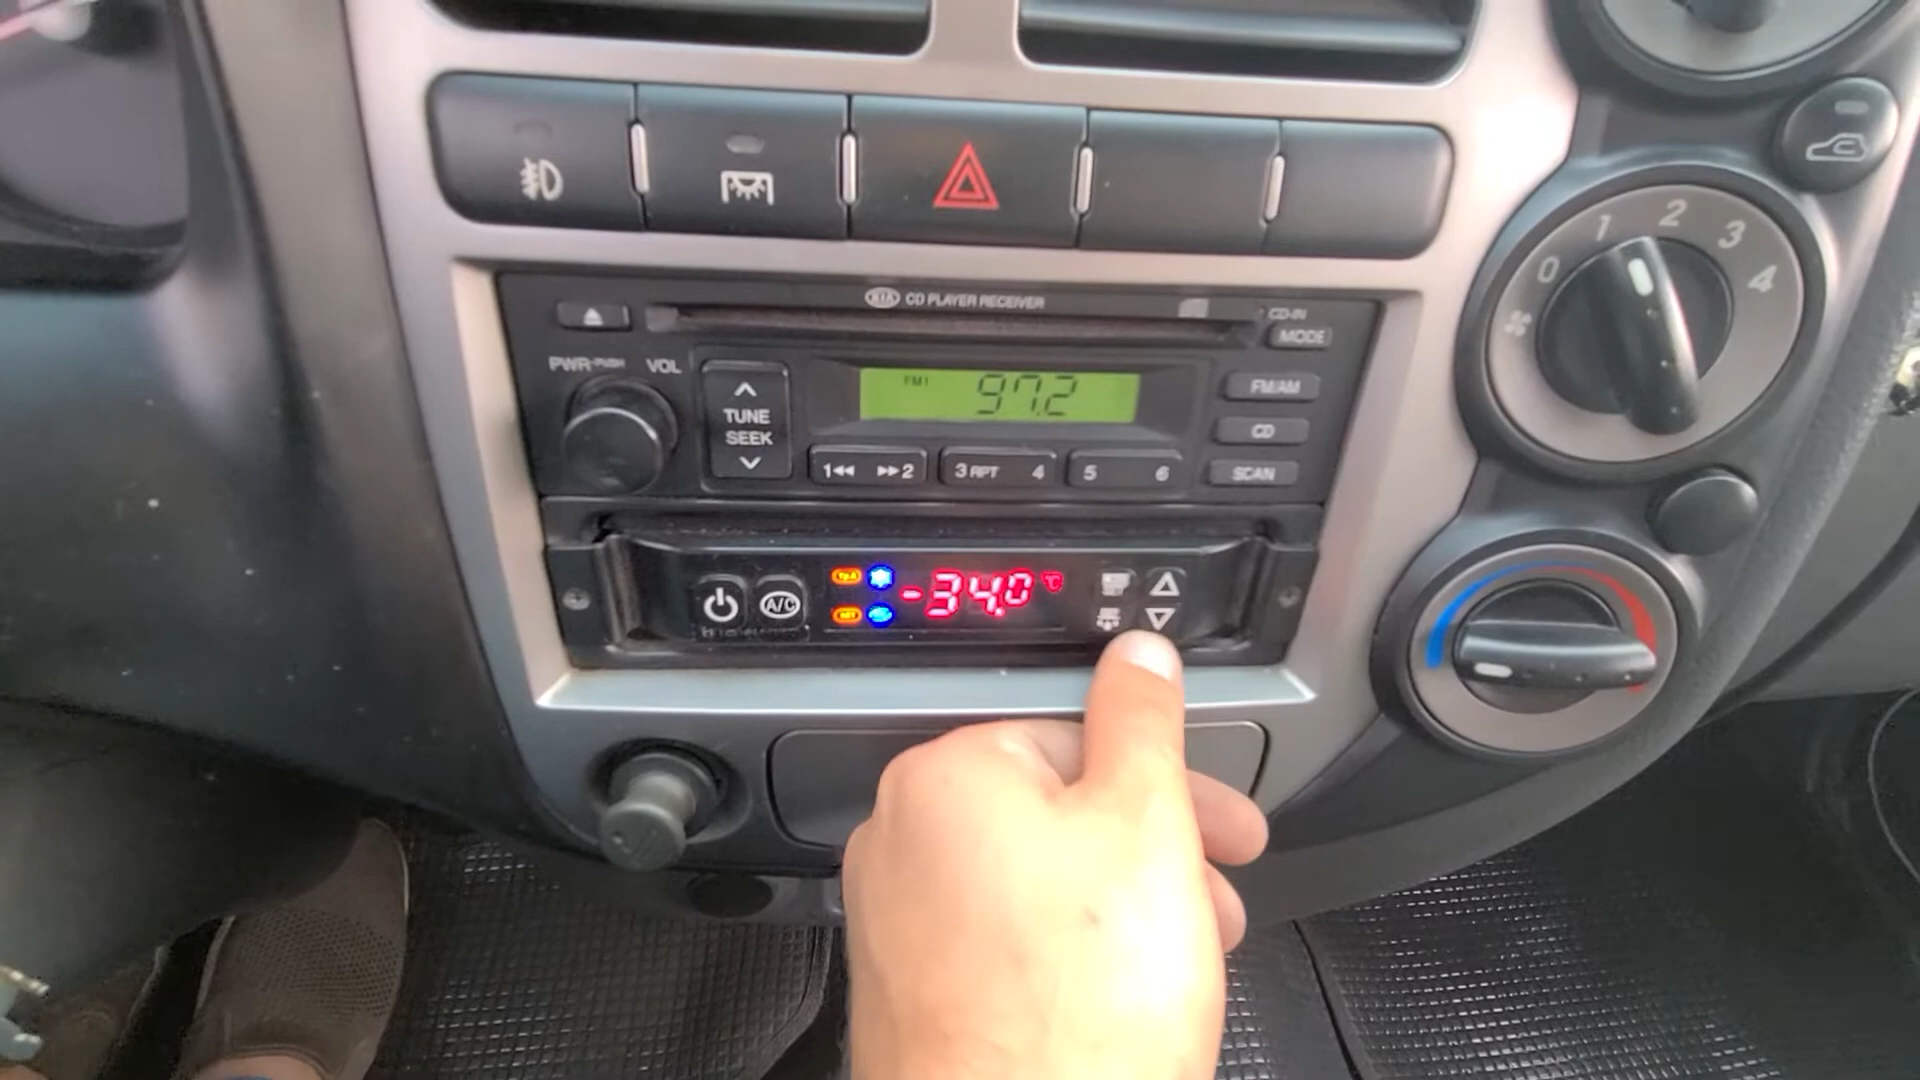 0 1 2 3 4
KIA CD PLAYER RECEIVER
CD-IN
MODE
PWR-PUSH VOL
TUNE
SEEK
FM1 97.2
FM/AM
CD
SCAN
1 2
3 RPT 4
5 6
A/C
-34.0 °C